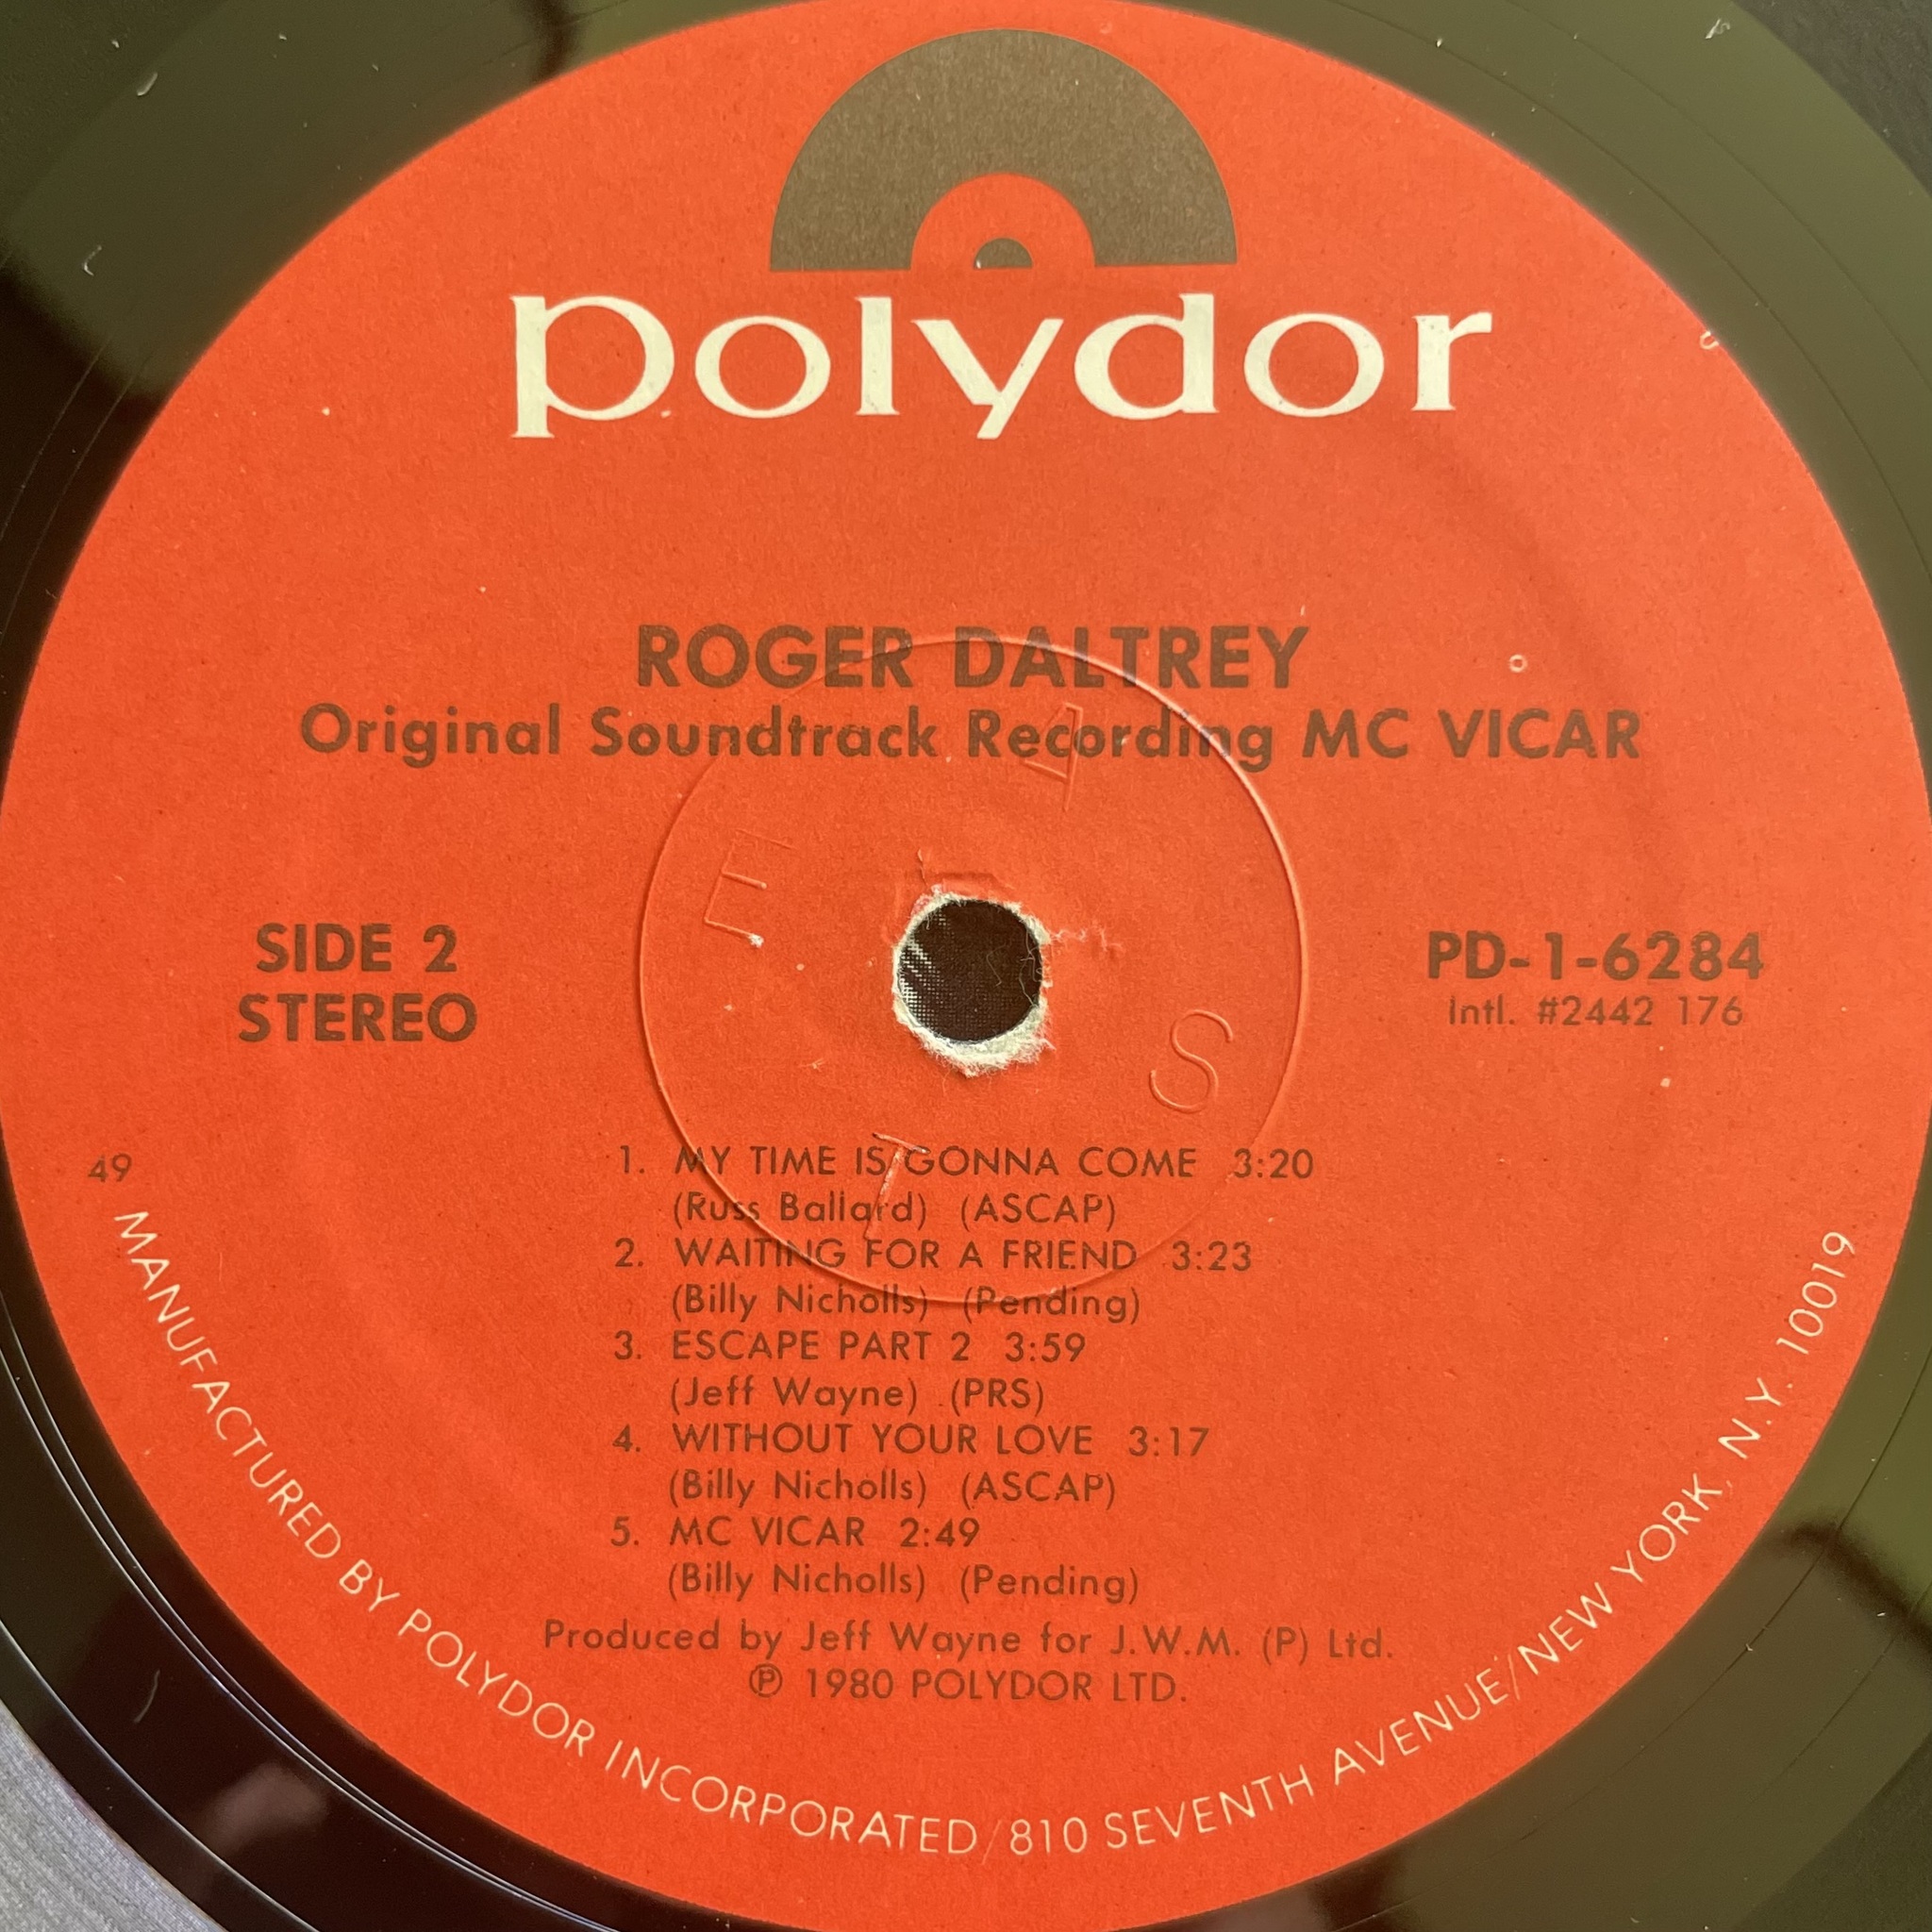 polydor
ROGER DALTREY
Original Soundtrack Recording MC VICAR
SIDE 2
STEREO
PD-1-6284
Intl. #2442 176
1. MY TIME IS GONNA COME 3:20
(Russ Ballard) (ASCAP)
2. WAITING FOR A FRIEND 3:23
(Billy Nicholls) (Pending)
3. ESCAPE PART 2 3:59
(Jeff Wayne) (PRS)
4. WITHOUT YOUR LOVE 3:17
(Billy Nicholls) (ASCAP)
5. MC VICAR 2:49
(Billy Nicholls) (Pending)
Produced by Jeff Wayne for J.W.M. (P) Ltd.
℗ 1980 POLYDOR LTD.
49
MANUFACTURED BY POLYDOR INCORPORATED/810 SEVENTH AVENUE/NEW YORK, N.Y. 10019